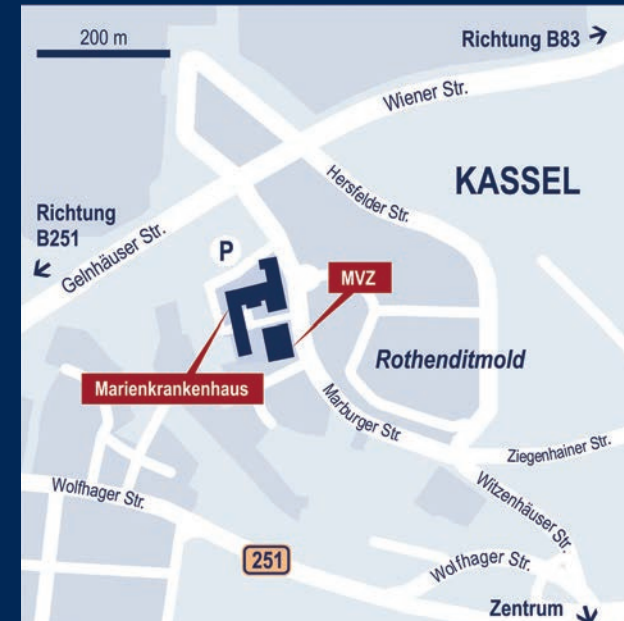 200 m
Richtung B83
Wiener Str.
KASSEL
Hersfelder Str.
Richtung
B251
Gelnhäuser Str.
P
MVZ
Rothenditmold
Marienkrankenhaus
Marburger Str.
Ziegenhainer Str.
Wolfhager Str.
Witzenhäuser Str.
251
Wolfhager Str.
Zentrum